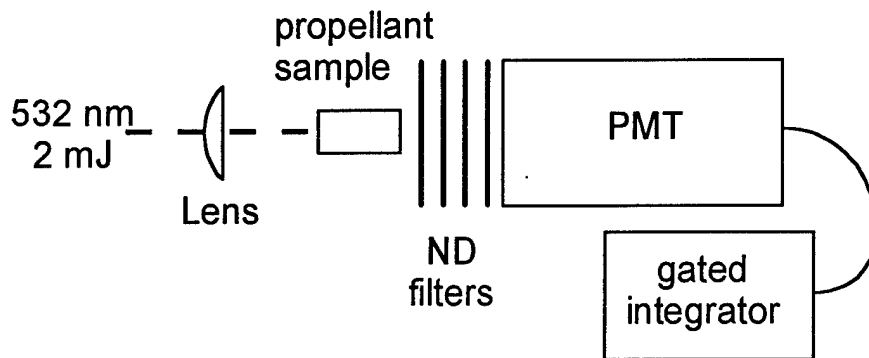 propellant
sample
532 nm
2 mJ
Lens
ND
filters
PMT
gated
integrator